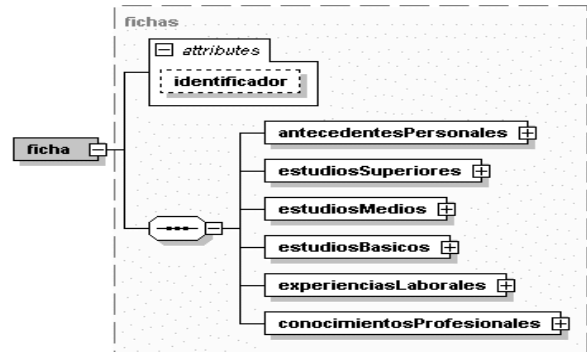 fichas
attributes
identificador
ficha
antecedentesPersonales
estudiosSuperiores
estudiosMedios
estudiosBasicos
experienciasLaborales
conocimientosProfesionales